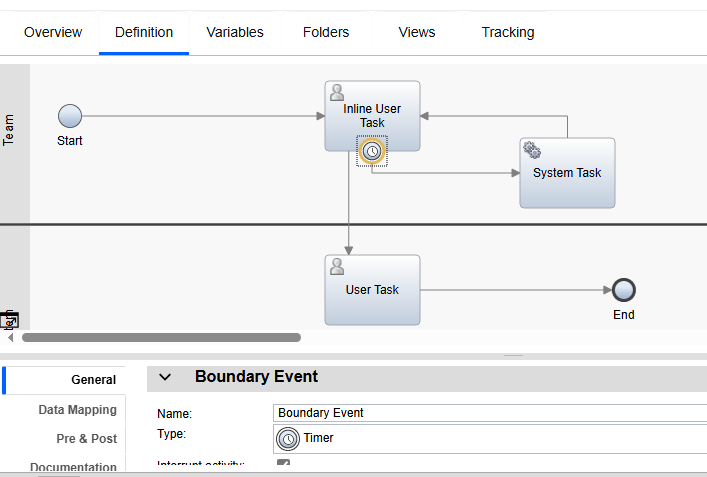 Overview
Definition
Variables
Folders
Views
Tracking
Team
Start
Inline User
Task
System Task
User Task
End
General
Data Mapping
Pre & Post
Documentation
Boundary Event
Name:
Boundary Event
Type:
Timer
Interrupt activity: